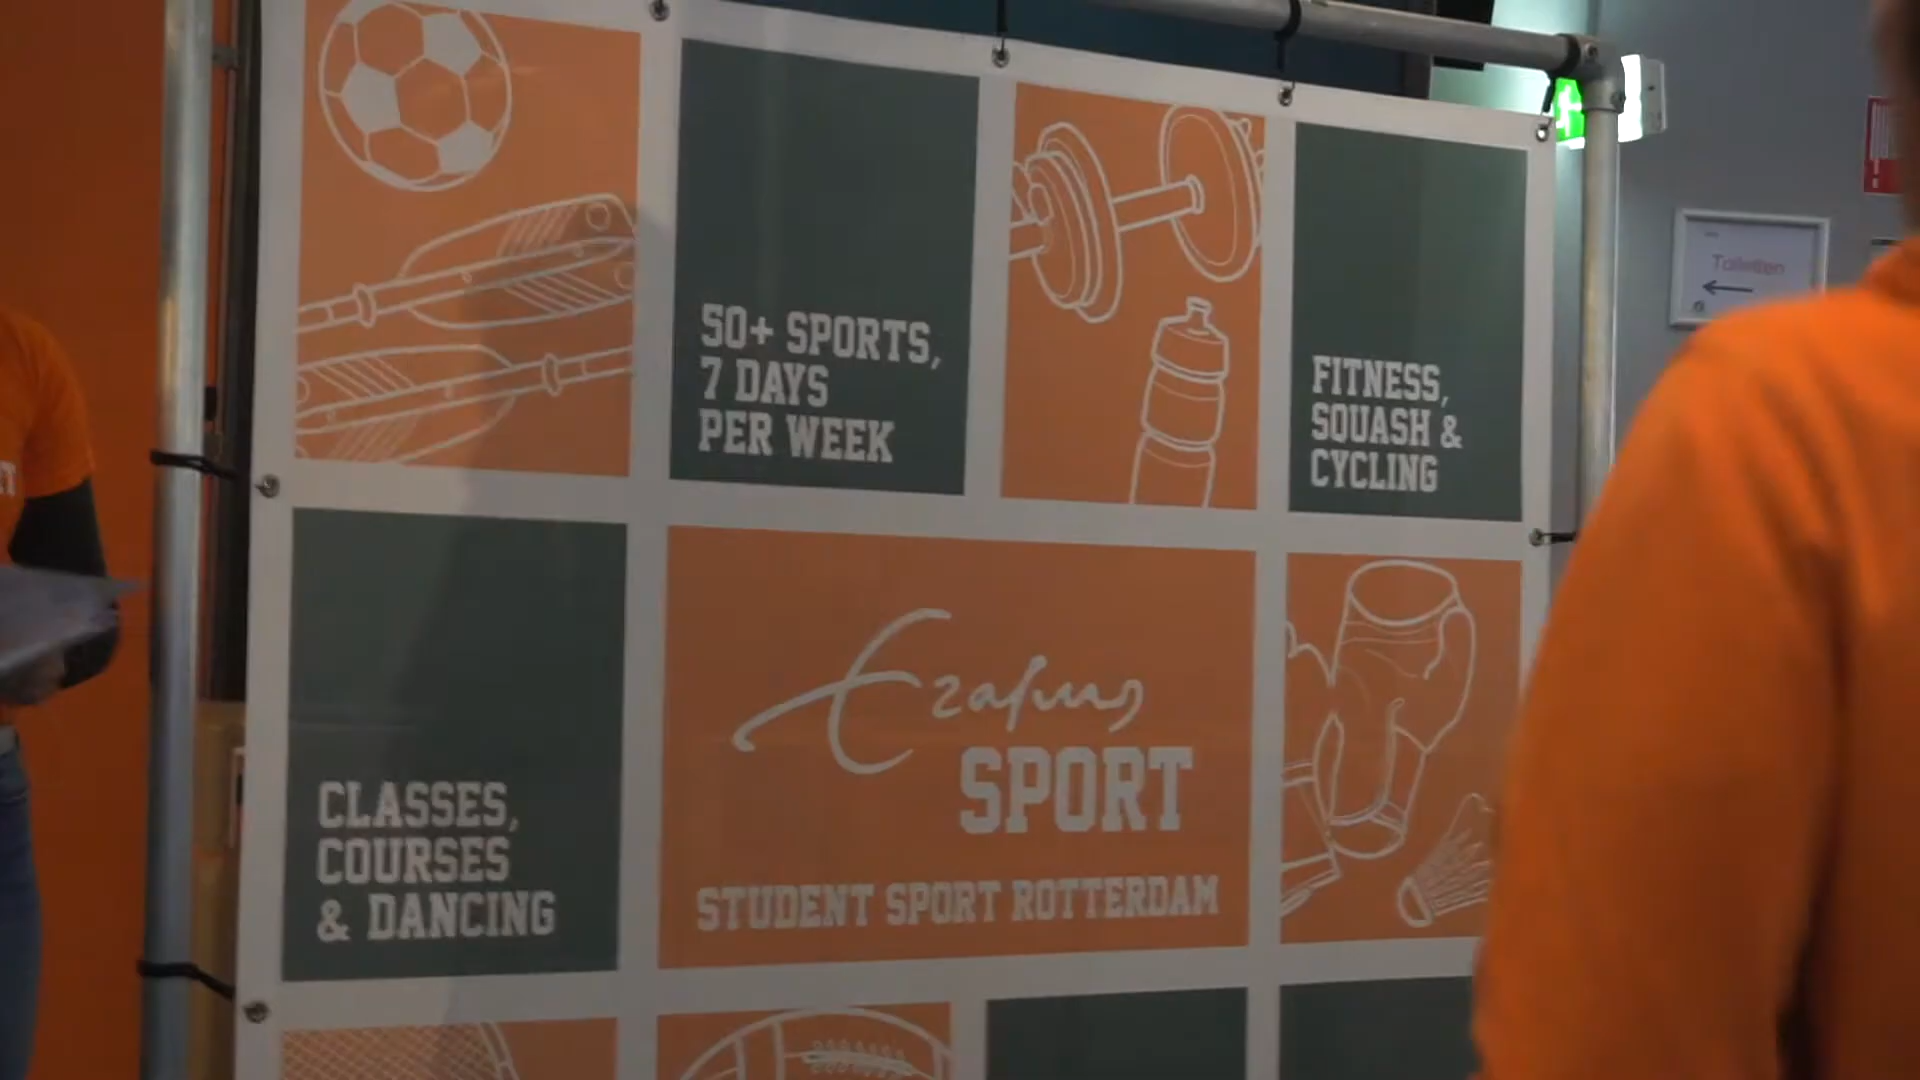 50+ SPORTS,
7 DAYS
PER WEEK
FITNESS,
SQUASH &
CYCLING
Toiletten
CLASSES,
COURSES
& DANCING
Erasmus
SPORT
STUDENT SPORT ROTTERDAM